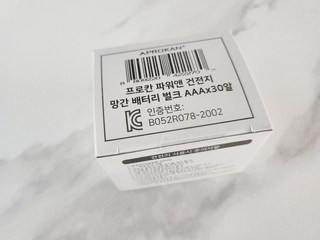 APROKAN
프로칸 파워앤 건전지
망간 배터리 벌크 AAAx30알
인증번호:
B052R078-2002